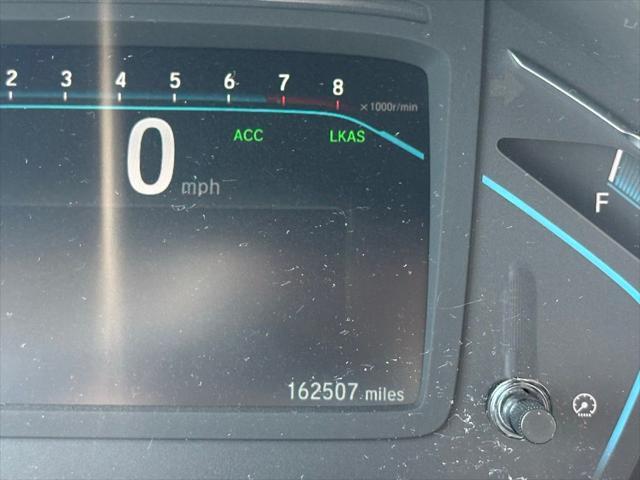 2 3 4 5 6 7 8
×1000r/min
ACC LKAS
0 mph
F
162507 miles